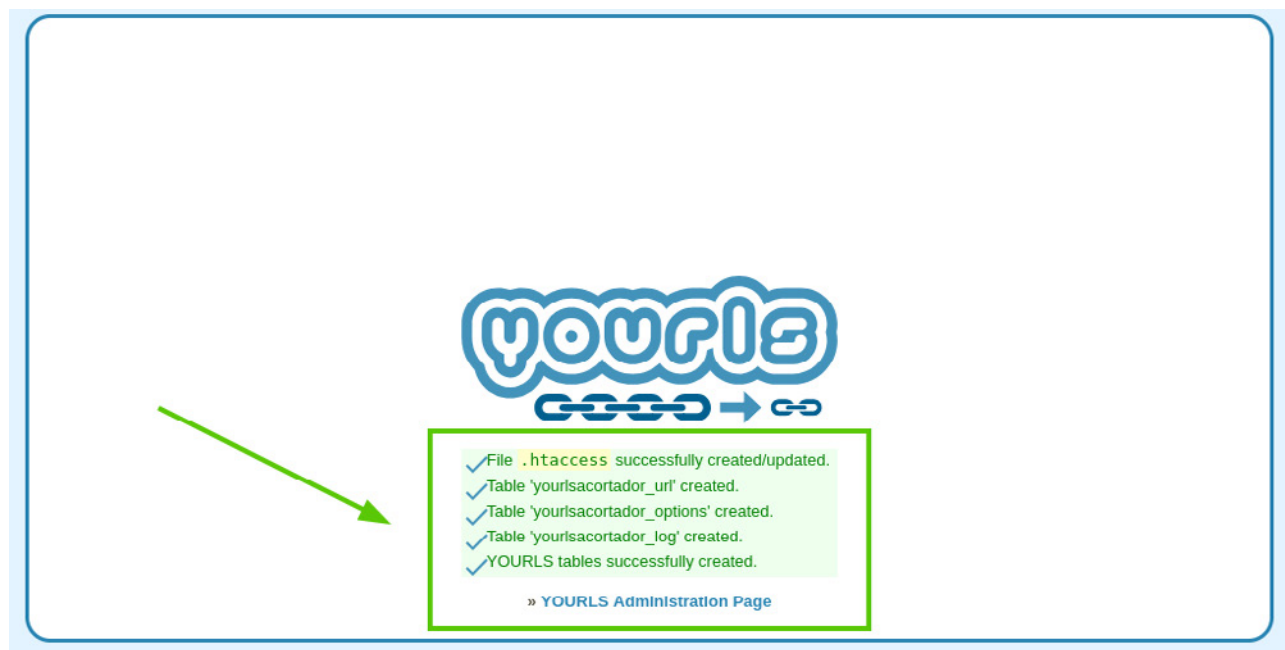 yourls
File .htaccess successfully created/updated.
Table 'yourlsacortador_url' created.
Table 'yourlsacortador_options' created.
Table 'yourlsacortador_log' created.
YOURLS tables successfully created.
» YOURLS Administration Page